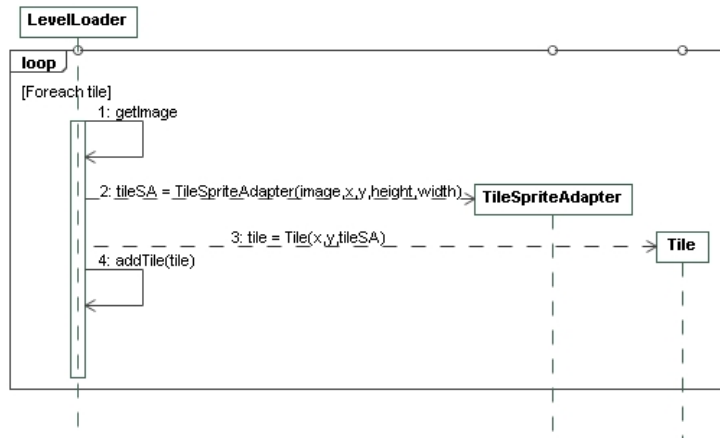 LevelLoader
loop
[Foreach tile]
1: getImage
2: tileSA = TileSpriteAdapter(image,x,y,height,width)
TileSpriteAdapter
3: tile = Tile(x,y,tileSA)
Tile
4: addTile(tile)